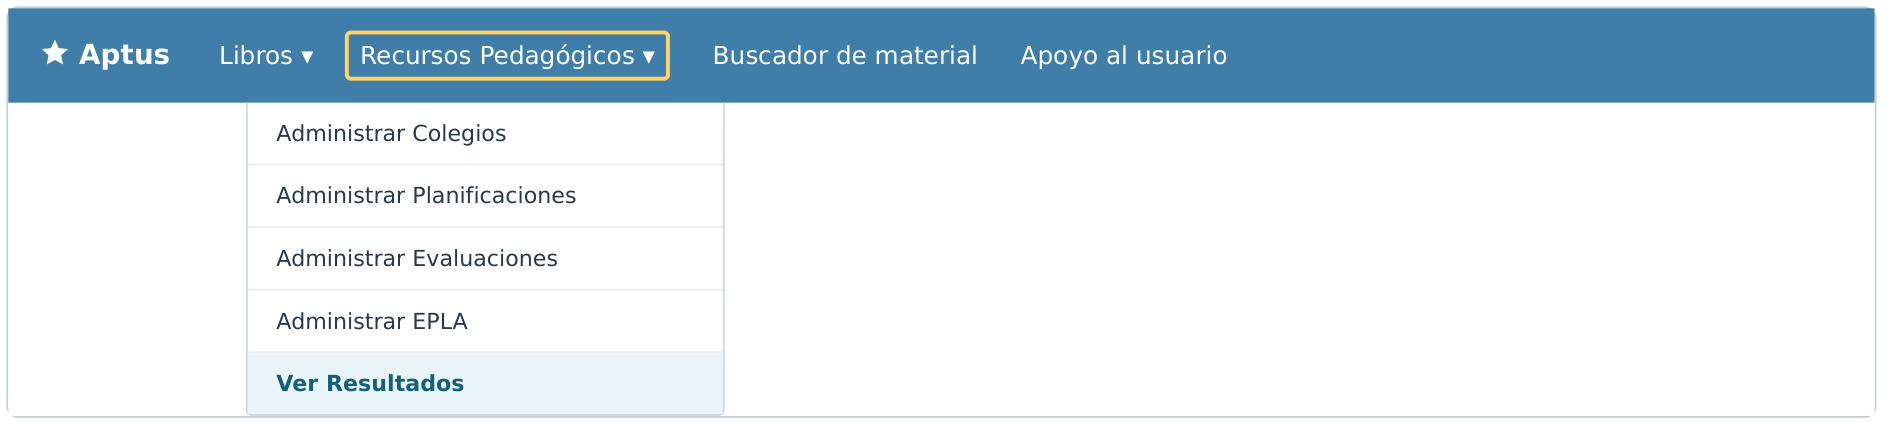 ★ Aptus Libros ▾ Recursos Pedagógicos ▾ Buscador de material Apoyo al usuario
Administrar Colegios
Administrar Planificaciones
Administrar Evaluaciones
Administrar EPLA
Ver Resultados